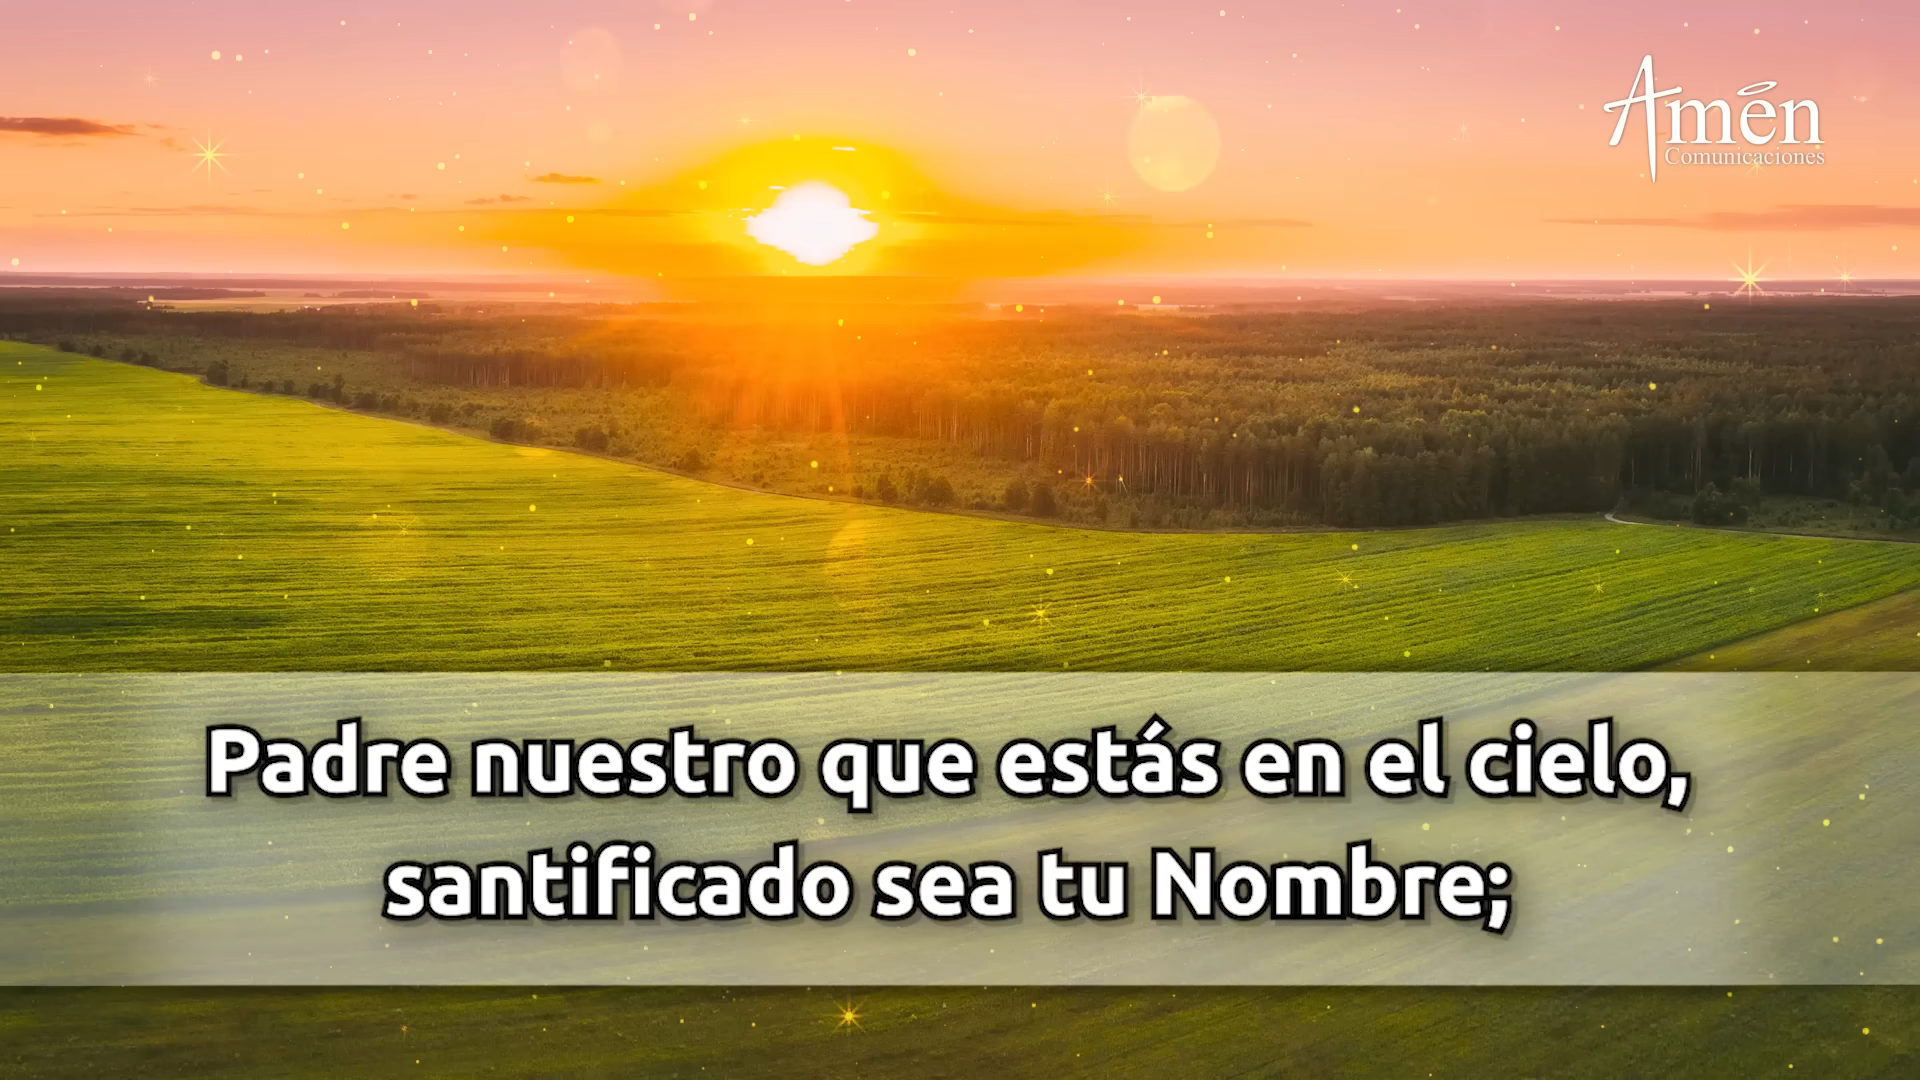 Amén
Comunicaciones
Padre nuestro que estás en el cielo,
santificado sea tu Nombre;